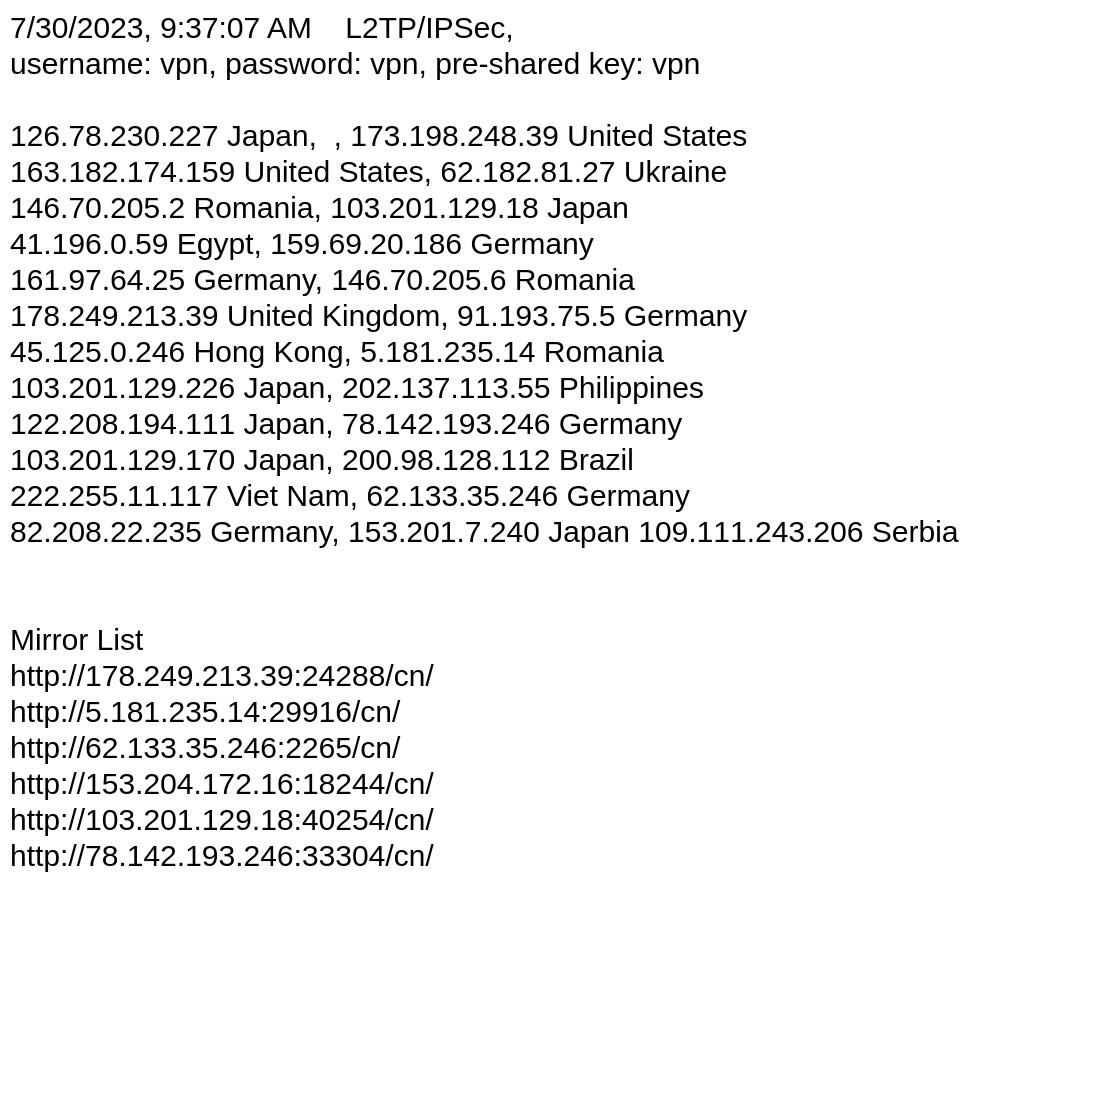 7/30/2023, 9:37:07 AM    L2TP/IPSec,
username: vpn, password: vpn, pre-shared key: vpn
126.78.230.227 Japan,  , 173.198.248.39 United States
163.182.174.159 United States, 62.182.81.27 Ukraine
146.70.205.2 Romania, 103.201.129.18 Japan
41.196.0.59 Egypt, 159.69.20.186 Germany
161.97.64.25 Germany, 146.70.205.6 Romania
178.249.213.39 United Kingdom, 91.193.75.5 Germany
45.125.0.246 Hong Kong, 5.181.235.14 Romania
103.201.129.226 Japan, 202.137.113.55 Philippines
122.208.194.111 Japan, 78.142.193.246 Germany
103.201.129.170 Japan, 200.98.128.112 Brazil
222.255.11.117 Viet Nam, 62.133.35.246 Germany
82.208.22.235 Germany, 153.201.7.240 Japan 109.111.243.206 Serbia
Mirror List
http://178.249.213.39:24288/cn/
http://5.181.235.14:29916/cn/
http://62.133.35.246:2265/cn/
http://153.204.172.16:18244/cn/
http://103.201.129.18:40254/cn/
http://78.142.193.246:33304/cn/